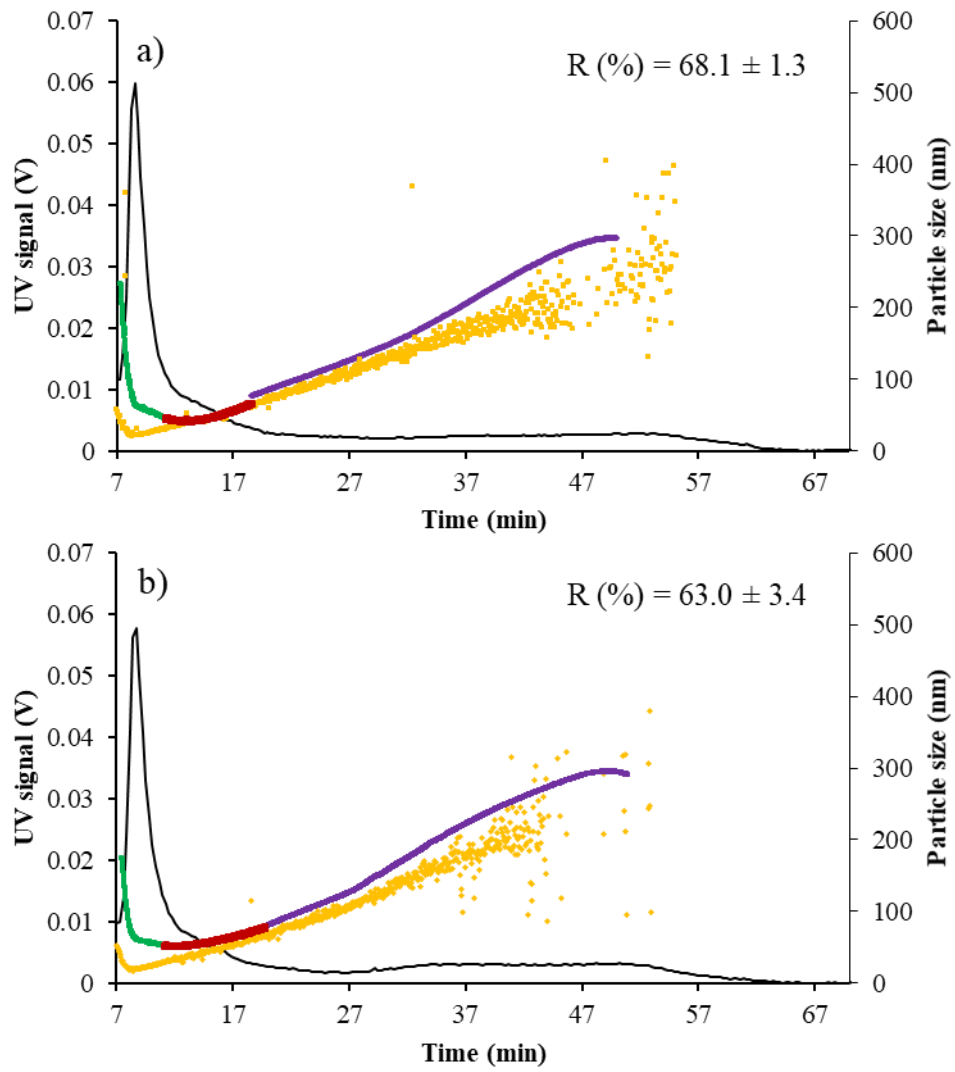 a)
R (%) = 68.1 ± 1.3
UV signal (V)
0.07
0.06
0.05
0.04
0.03
0.02
0.01
0
Particle size (nm)
600
500
400
300
200
100
0
7 17 27 37 47 57 67
Time (min)
b)
R (%) = 63.0 ± 3.4
UV signal (V)
0.07
0.06
0.05
0.04
0.03
0.02
0.01
0
Particle size (nm)
600
500
400
300
200
100
0
7 17 27 37 47 57 67
Time (min)